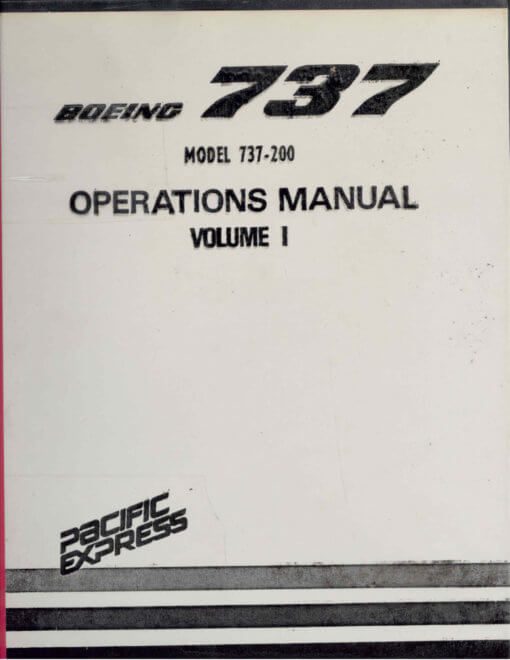 BOEING 737
MODEL 737-200
OPERATIONS MANUAL
VOLUME I
PACIFIC
EXPRESS